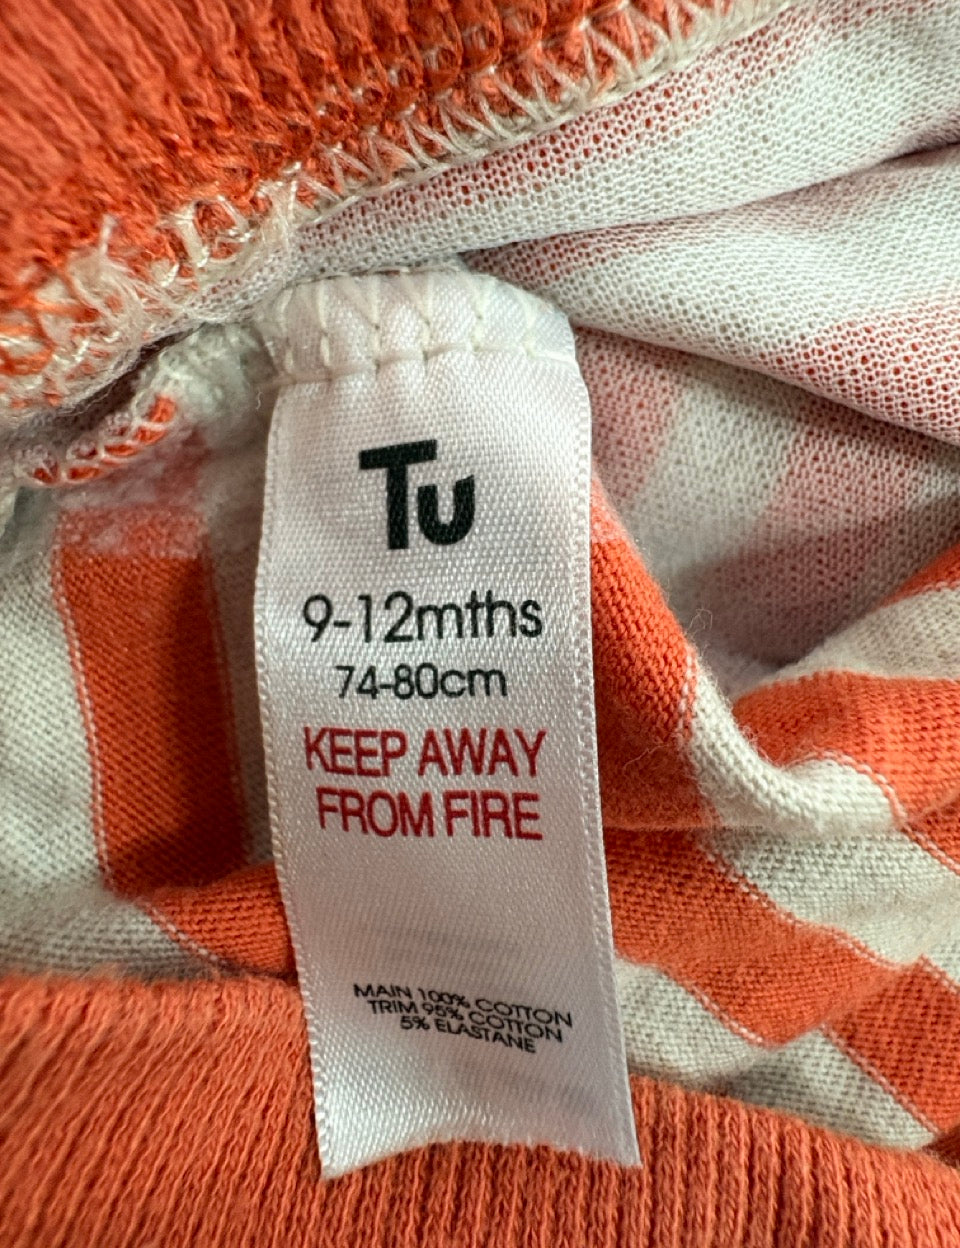 Tu
9-12mths
74-80cm
KEEP AWAY
FROM FIRE
MAIN 100% COTTON
TRIM 95% COTTON
5% ELASTANE